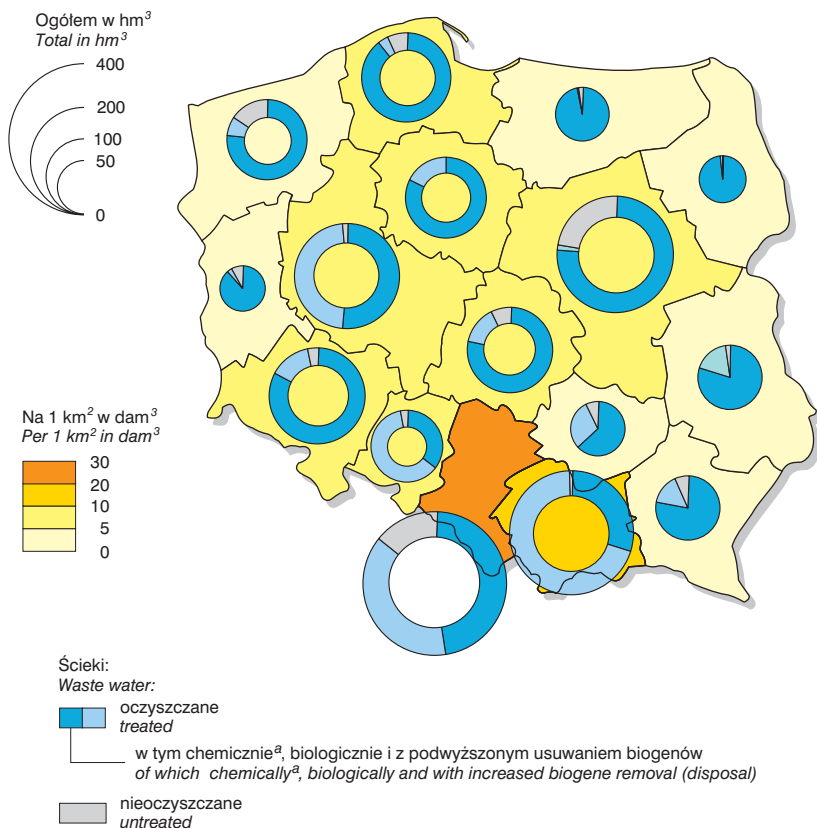 Ogółem w hm³
Total in hm³
400
200
100
50
0
Na 1 km² w dam³
Per 1 km² in dam³
30
20
10
5
0
Ścieki:
Waste water:
oczyszczane
treated
w tym chemicznieᵃ, biologicznie i z podwyższonym usuwaniem biogenów
of which chemicallyᵃ, biologically and with increased biogene removal (disposal)
nieoczyszczane
untreated